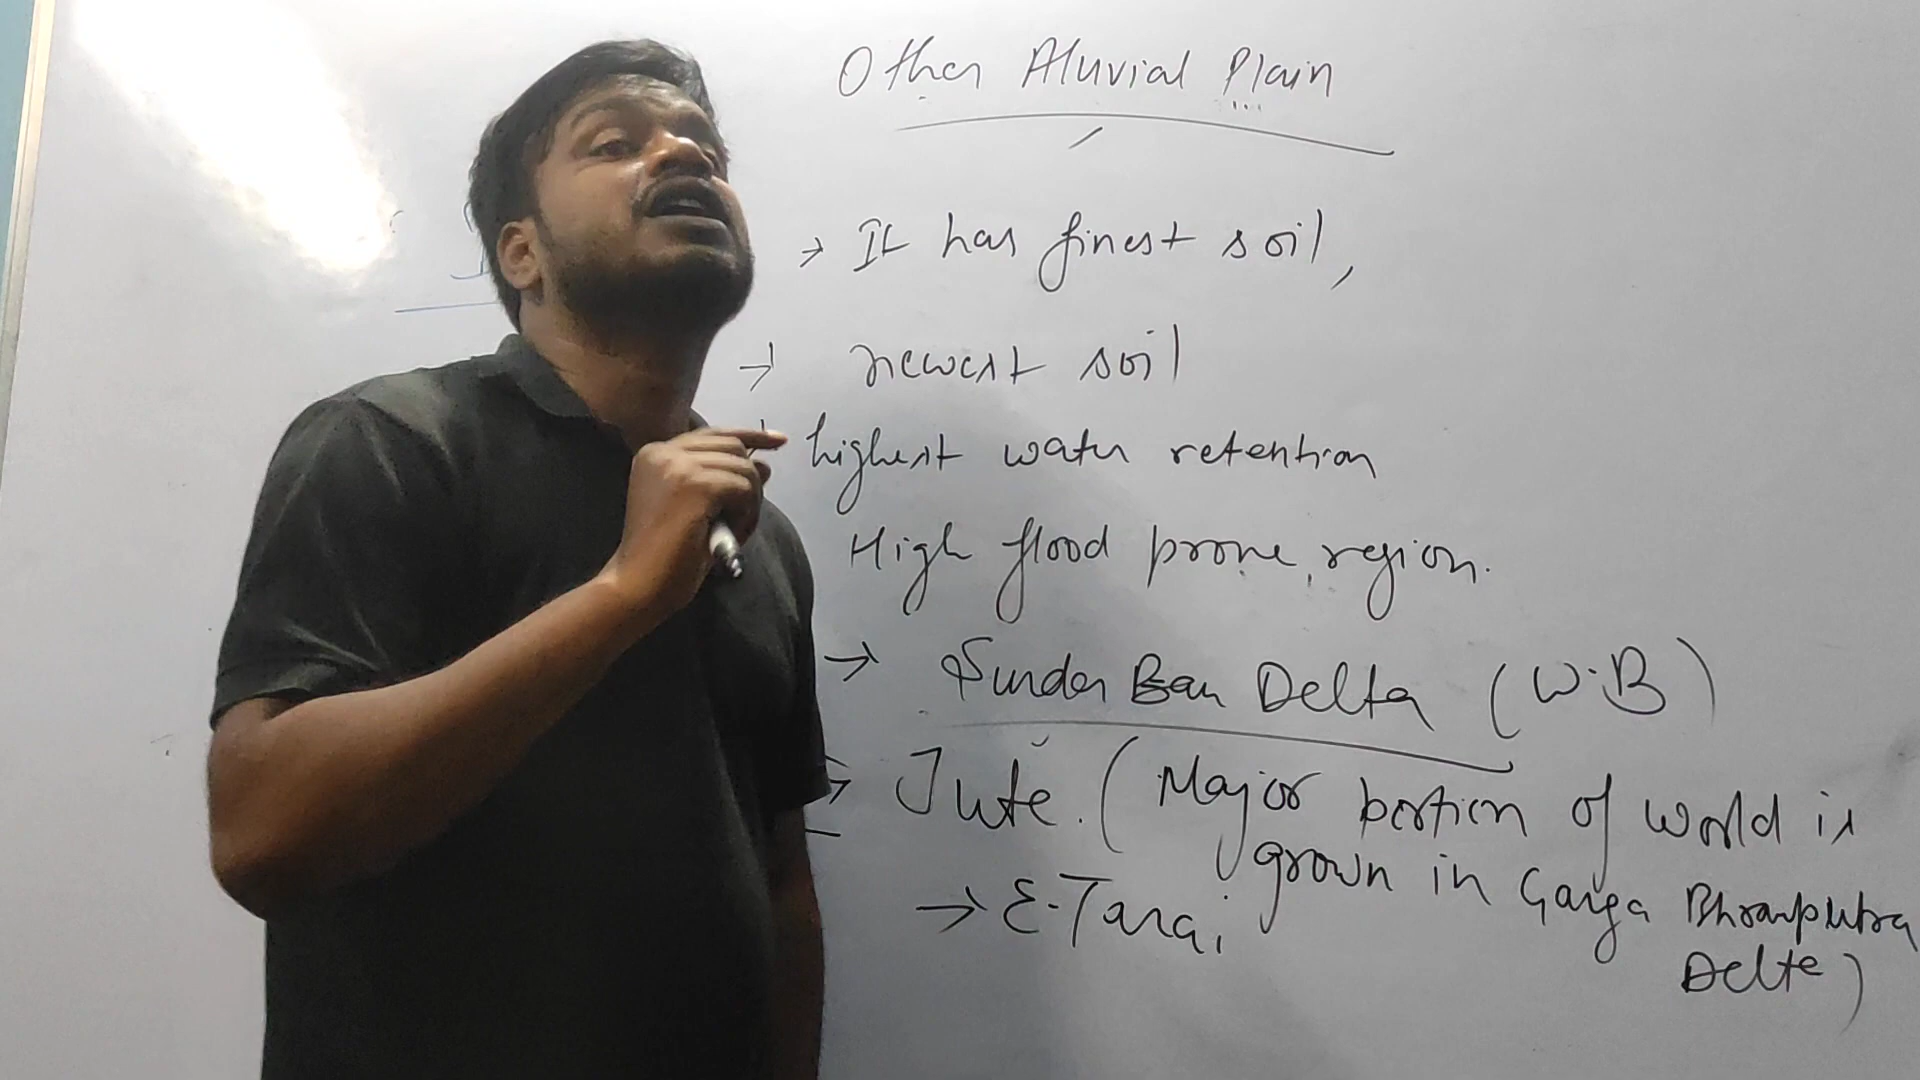 Other Aluvial Plain
→ It has finest soil,
→ newest soil
highest water retention
High flood prone region.
→ Sunder Ban Delta (W.B)
→ Jute. (Major portion of world is
grown in Ganga Bhramputra
Delte)
→ E. Tarai